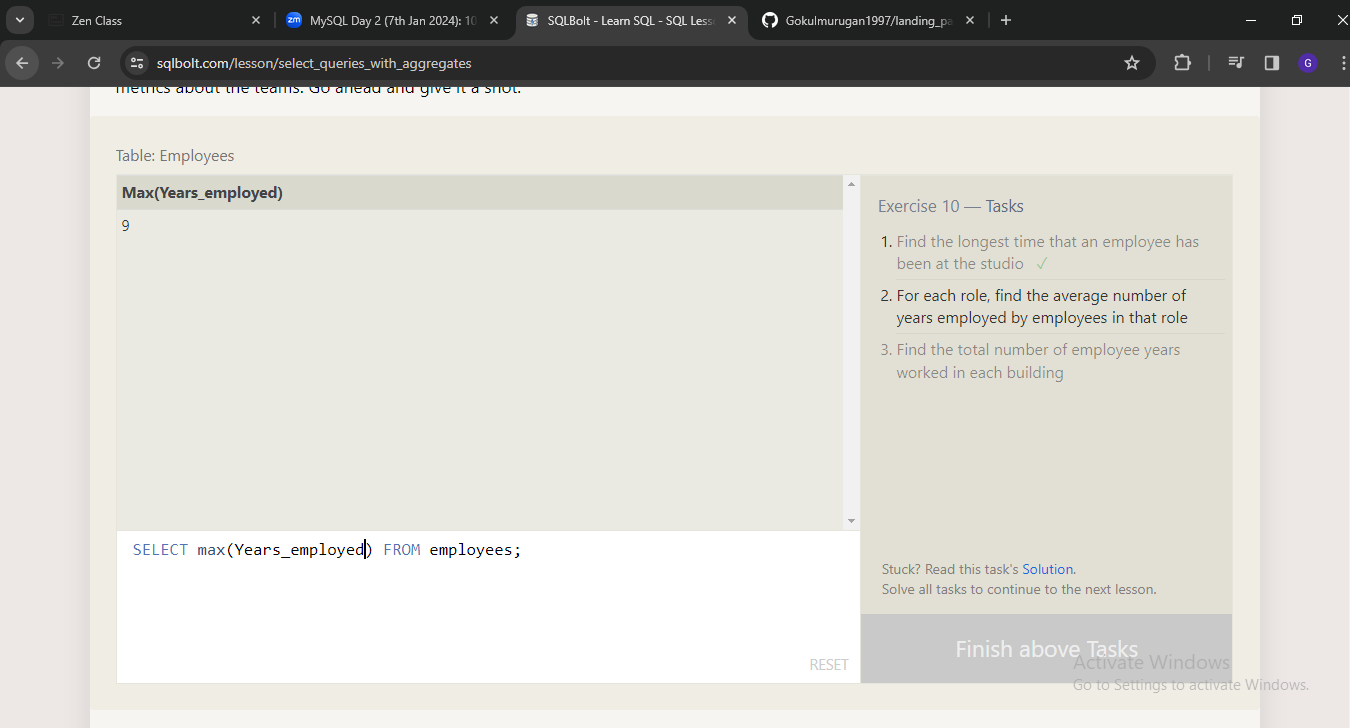 Zen Class
MySQL Day 2 (7th Jan 2024): 10
SQLBolt - Learn SQL - SQL Less
Gokulmurugan1997/landing_pa
sqlbolt.com/lesson/select_queries_with_aggregates
G
metrics about the teams. Go ahead and give it a shot.
Table: Employees
Max(Years_employed)
9
SELECT max(Years_employed) FROM employees;
RESET
Exercise 10 — Tasks
1. Find the longest time that an employee has
been at the studio ✓
2. For each role, find the average number of
years employed by employees in that role
3. Find the total number of employee years
worked in each building
Stuck? Read this task's Solution.
Solve all tasks to continue to the next lesson.
Finish above Tasks
Activate Windows
Go to Settings to activate Windows.